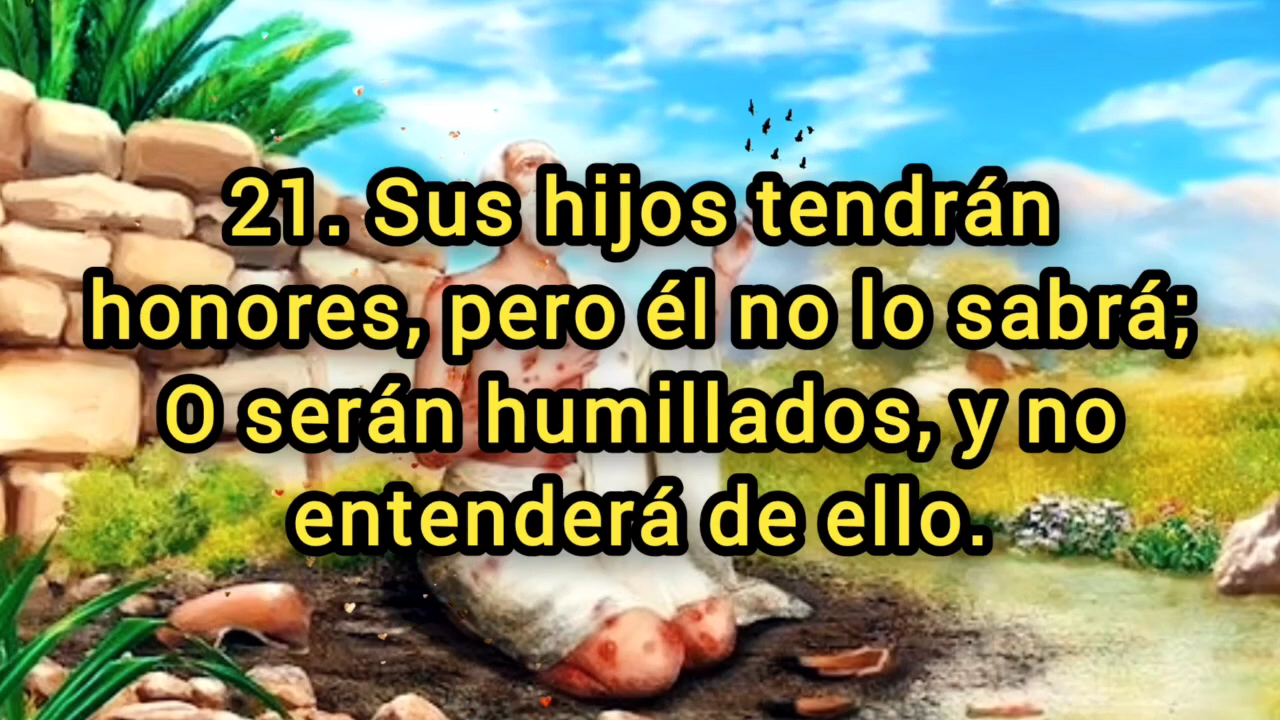 21. Sus hijos tendrán
honores, pero él no lo sabrá;
O serán humillados, y no
entenderá de ello.